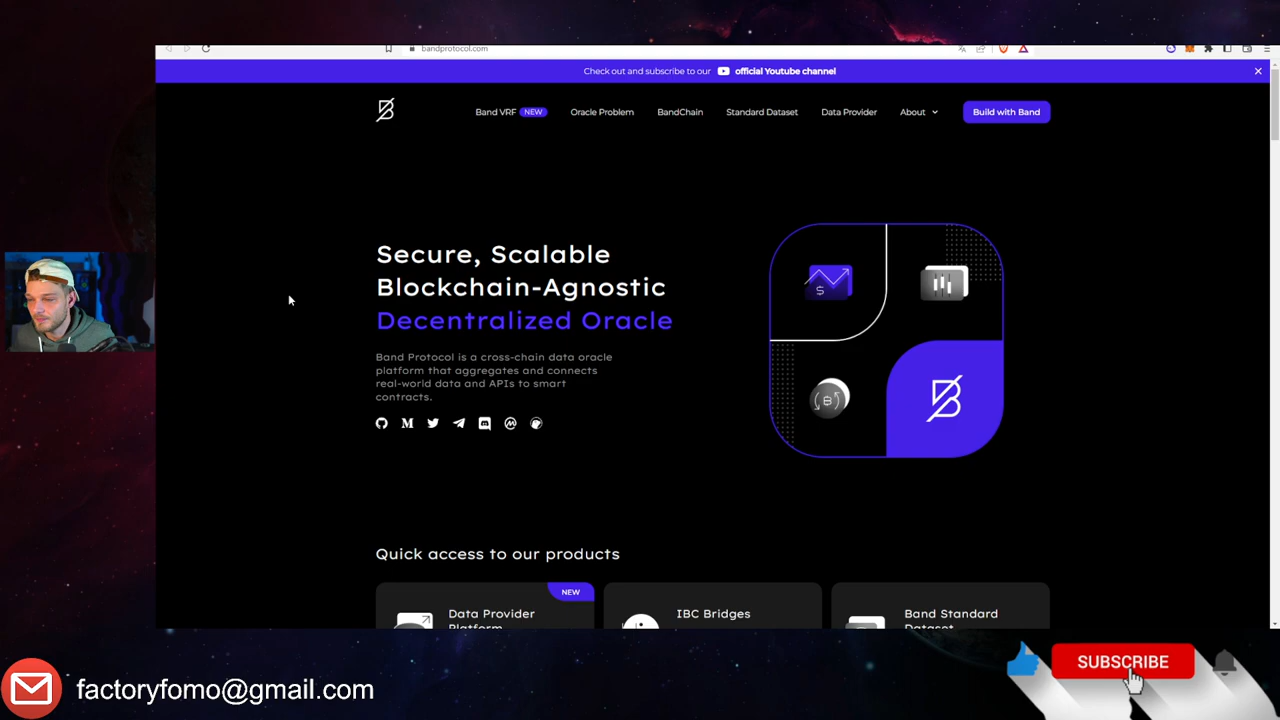 bandprotocol.com
Check out and subscribe to our official Youtube channel
Band VRF NEW Oracle Problem BandChain Standard Dataset Data Provider About Build with Band
Secure, Scalable
Blockchain-Agnostic
Decentralized Oracle
Band Protocol is a cross-chain data oracle
platform that aggregates and connects
real-world data and APIs to smart
contracts.
Quick access to our products
NEW
Data Provider
Platform
IBC Bridges
Band Standard
Dataset
factoryfomo@gmail.com
SUBSCRIBE